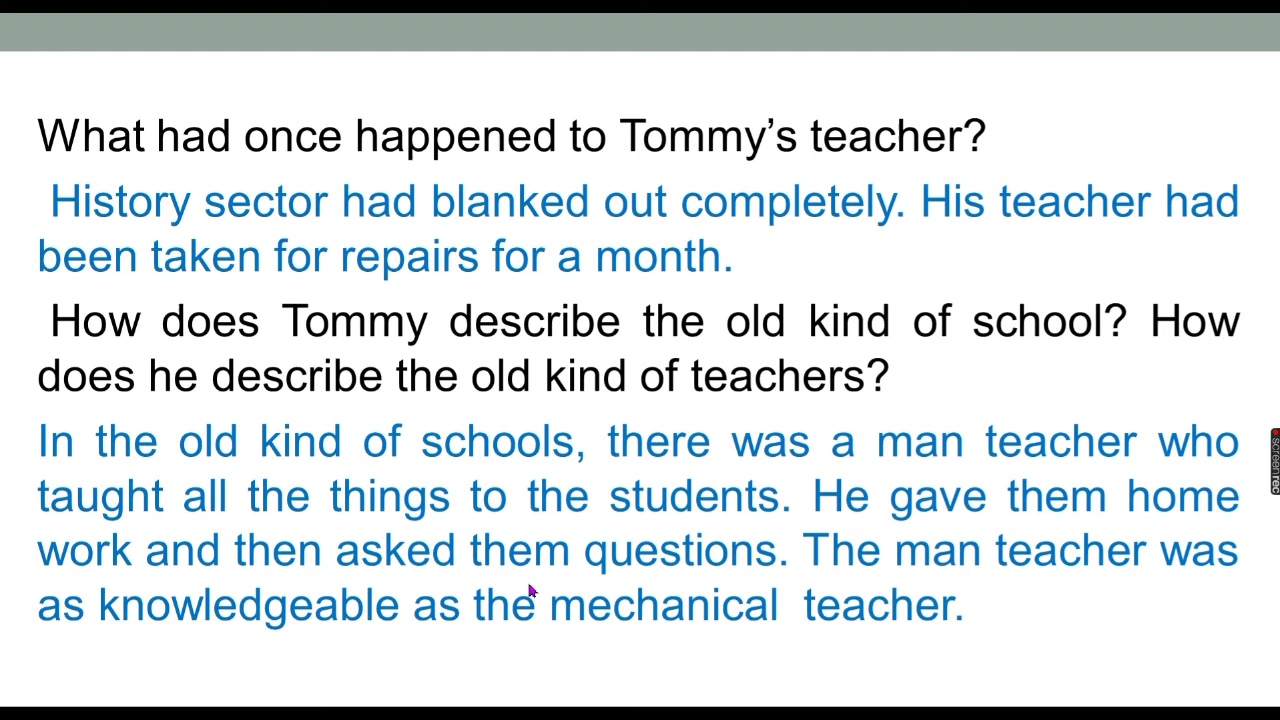 What had once happened to Tommy’s teacher?
History sector had blanked out completely. His teacher had
been taken for repairs for a month.
How does Tommy describe the old kind of school? How
does he describe the old kind of teachers?
In the old kind of schools, there was a man teacher who
taught all the things to the students. He gave them home
work and then asked them questions. The man teacher was
as knowledgeable as the mechanical teacher.
screenrec